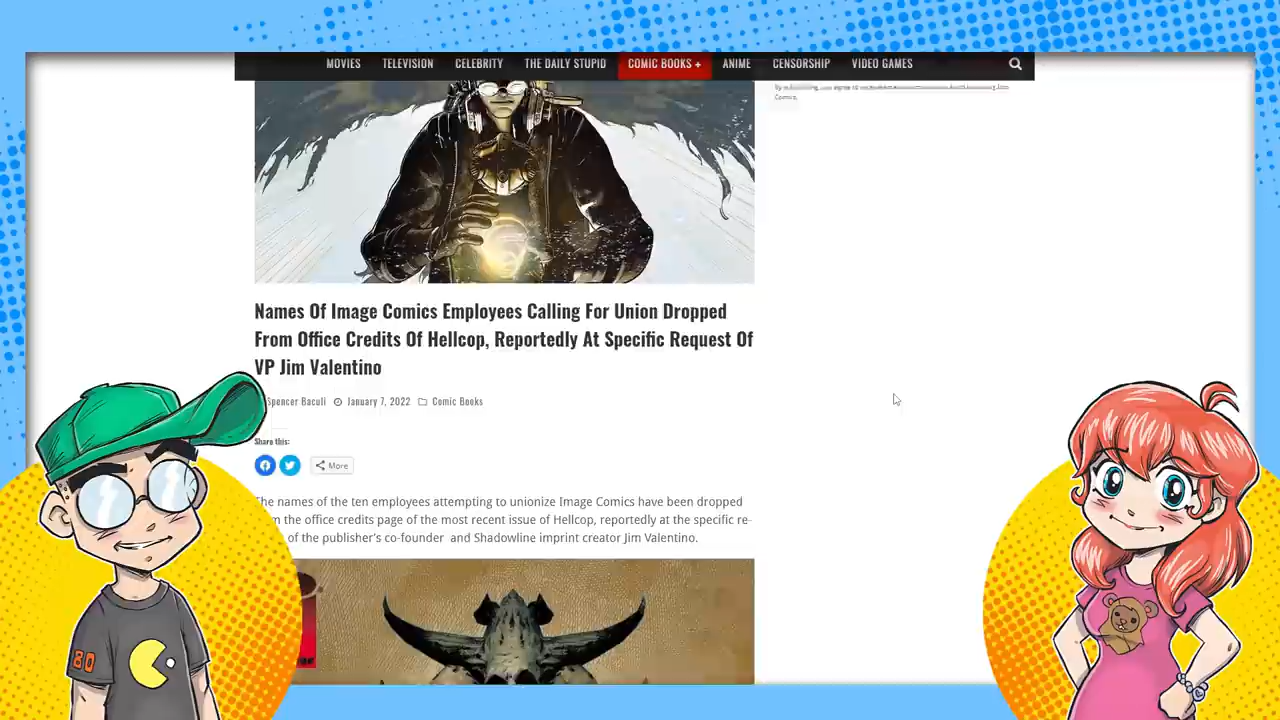 MOVIES TELEVISION CELEBRITY THE DAILY STUPID COMIC BOOKS + ANIME CENSORSHIP VIDEO GAMES
Comics.
Names Of Image Comics Employees Calling For Union Dropped
From Office Credits Of Hellcop, Reportedly At Specific Request Of
VP Jim Valentino
Spencer Baculi January 7, 2022 Comic Books
Share this:
More
The names of the ten employees attempting to unionize Image Comics have been dropped
the office credits page of the most recent issue of Hellcop, reportedly at the specific re-
of the publisher's co-founder and Shadowline imprint creator Jim Valentino.
80